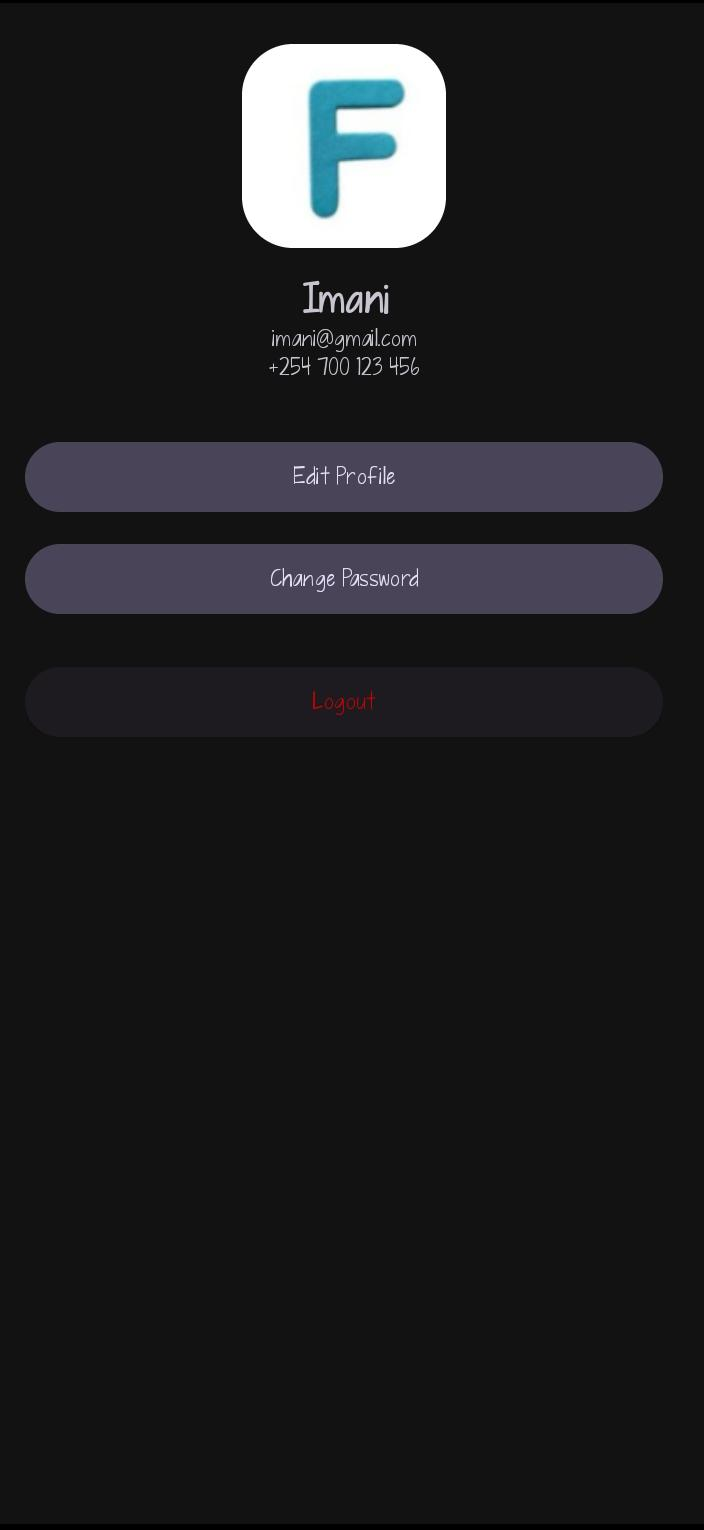 F
Imani
imani@gmail.com
+254 700 123 456
Edit Profile
Change Password
Logout